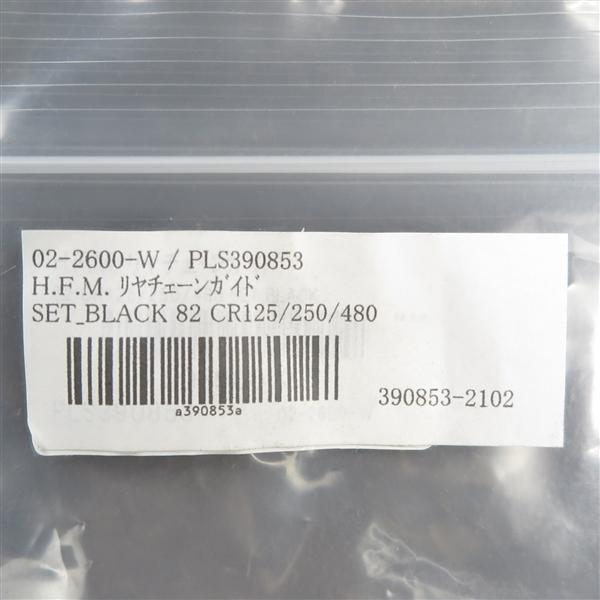 02-2600-W / PLS390853
H.F.M. ﾘﾔﾁｪｰﾝｶﾞｲﾄﾞ
SET_BLACK 82 CR125/250/480
a390853a
390853-2102